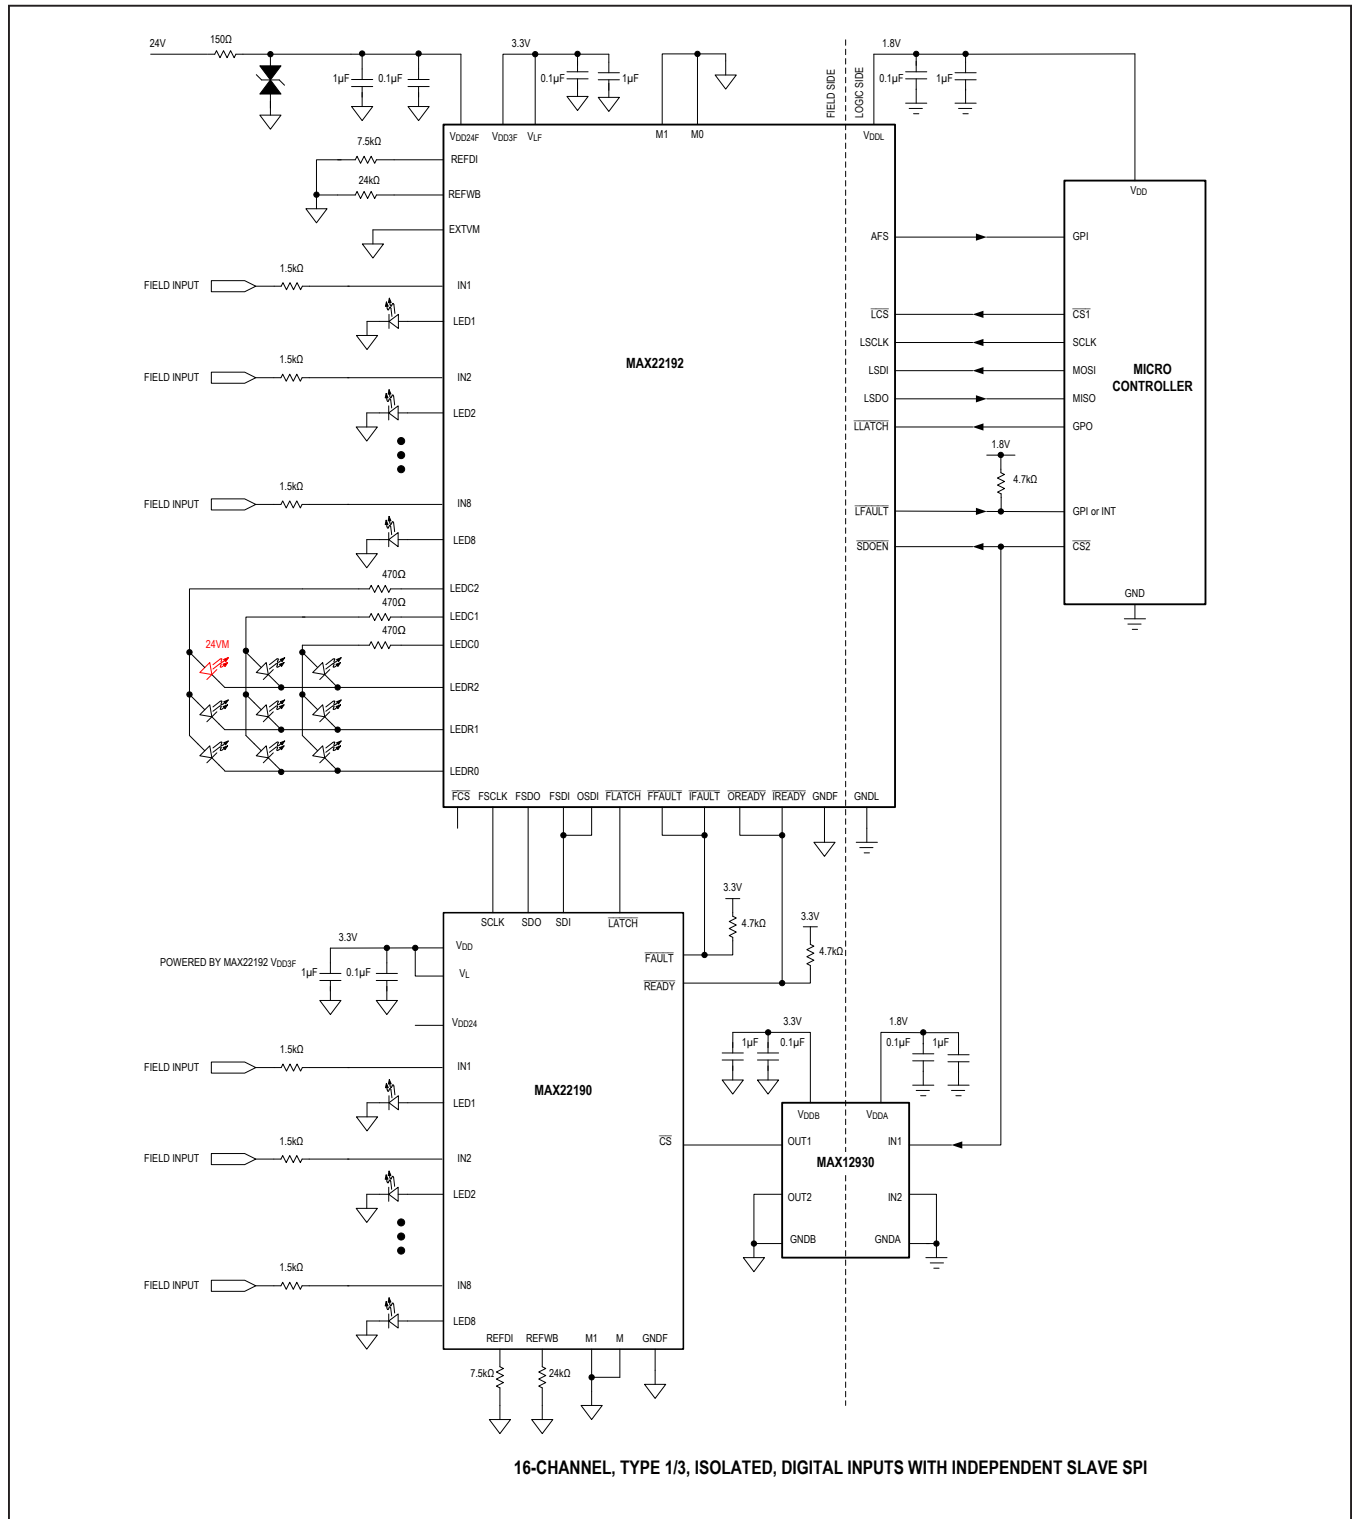 24V
150Ω
1µF
0.1µF
3.3V
0.1µF
1µF
FIELD SIDE
LOGIC SIDE
1.8V
0.1µF
1µF
VDD24F
VDD3F
VLF
M1
M0
VDDL
7.5kΩ
REFDI
24kΩ
REFWB
EXTVM
VDD
AFS
GPI
FIELD INPUT
1.5kΩ
IN1
LED1
LCS
CS1
LSCLK
SCLK
MAX22192
LSDI
MOSI
MICRO
CONTROLLER
FIELD INPUT
1.5kΩ
IN2
LED2
LSDO
MISO
LLATCH
GPO
1.8V
4.7kΩ
FIELD INPUT
1.5kΩ
IN8
LED8
LFAULT
GPI or INT
SDOEN
CS2
GND
470Ω
LEDC2
470Ω
LEDC1
470Ω
LEDC0
24VM
LEDR2
LEDR1
LEDR0
FCS
FSCLK
FSDO
FSDI
OSDI
FLATCH
FFAULT
IFAULT
OREADY
IREADY
GNDF
GNDL
3.3V
4.7kΩ
3.3V
4.7kΩ
SCLK
SDO
SDI
LATCH
3.3V
VDD
FAULT
POWERED BY MAX22192 VDD3F
1µF
0.1µF
VL
READY
VDD24
3.3V
1µF
0.1µF
1.8V
0.1µF
1µF
FIELD INPUT
1.5kΩ
IN1
LED1
MAX22190
VDDB
VDDA
CS
OUT1
IN1
MAX12930
FIELD INPUT
1.5kΩ
IN2
LED2
OUT2
IN2
GNDB
GNDA
FIELD INPUT
1.5kΩ
IN8
LED8
REFDI
REFWB
M1
M
GNDF
7.5kΩ
24kΩ
16-CHANNEL, TYPE 1/3, ISOLATED, DIGITAL INPUTS WITH INDEPENDENT SLAVE SPI